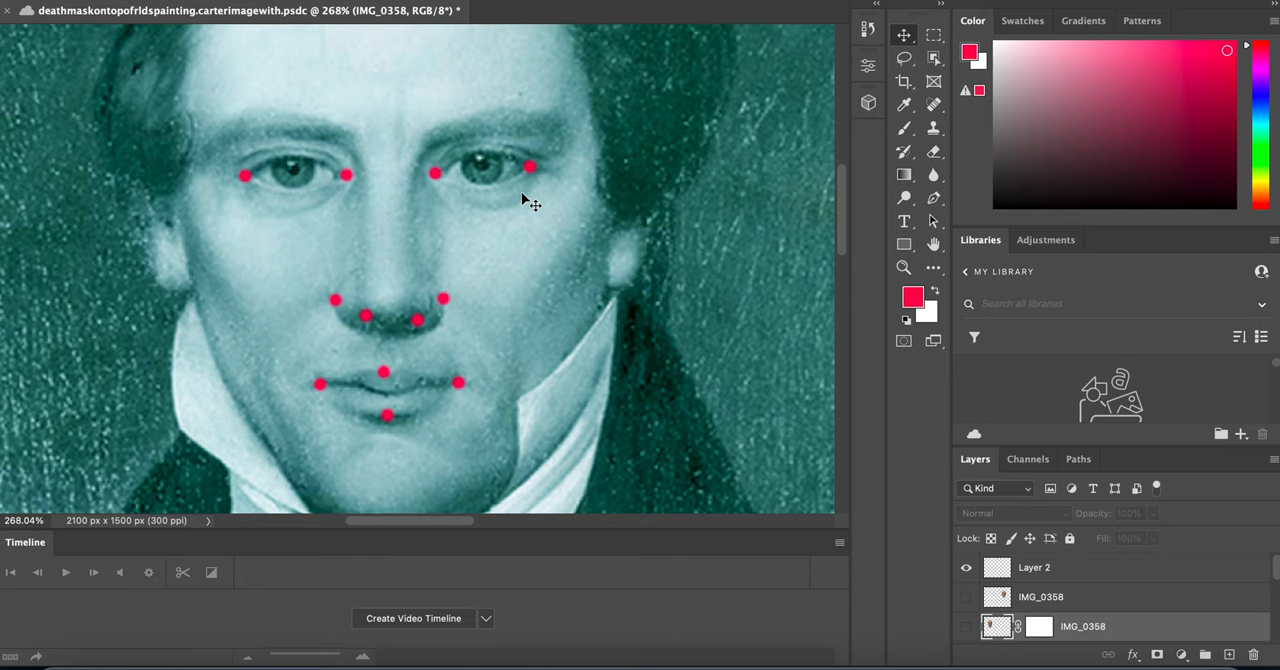 deathmaskontopofrldspainting.carterimagewith.psdc @ 268% (IMG_0358, RGB/8*) *
Color
Swatches
Gradients
Patterns
Libraries
Adjustments
MY LIBRARY
Search all libraries
Layers
Channels
Paths
Kind
Normal
Opacity: 100%
Lock:
Fill: 100%
Layer 2
IMG_0358
IMG_0358
268.04%
2100 px x 1500 px (300 ppi)
Timeline
Create Video Timeline